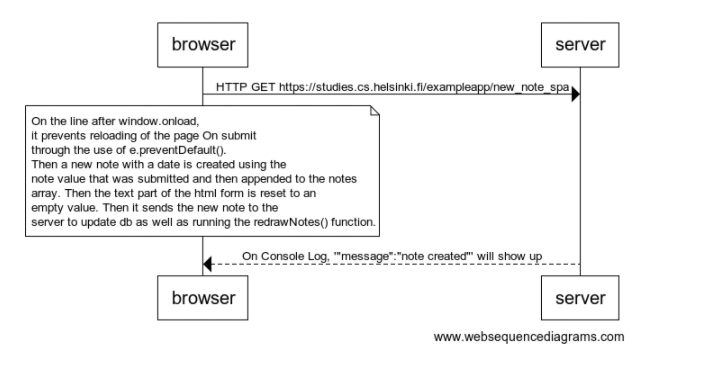 browser
server
HTTP GET https://studies.cs.helsinki.fi/exampleapp/new_note_spa
On the line after window.onload,
it prevents reloading of the page On submit
through the use of e.preventDefault().
Then a new note with a date is created using the
note value that was submitted and then appended to the notes
array. Then the text part of the html form is reset to an
empty value. Then it sends the new note to the
server to update db as well as running the redrawNotes() function.
On Console Log, '"message":"note created"' will show up
browser
server
www.websequencediagrams.com